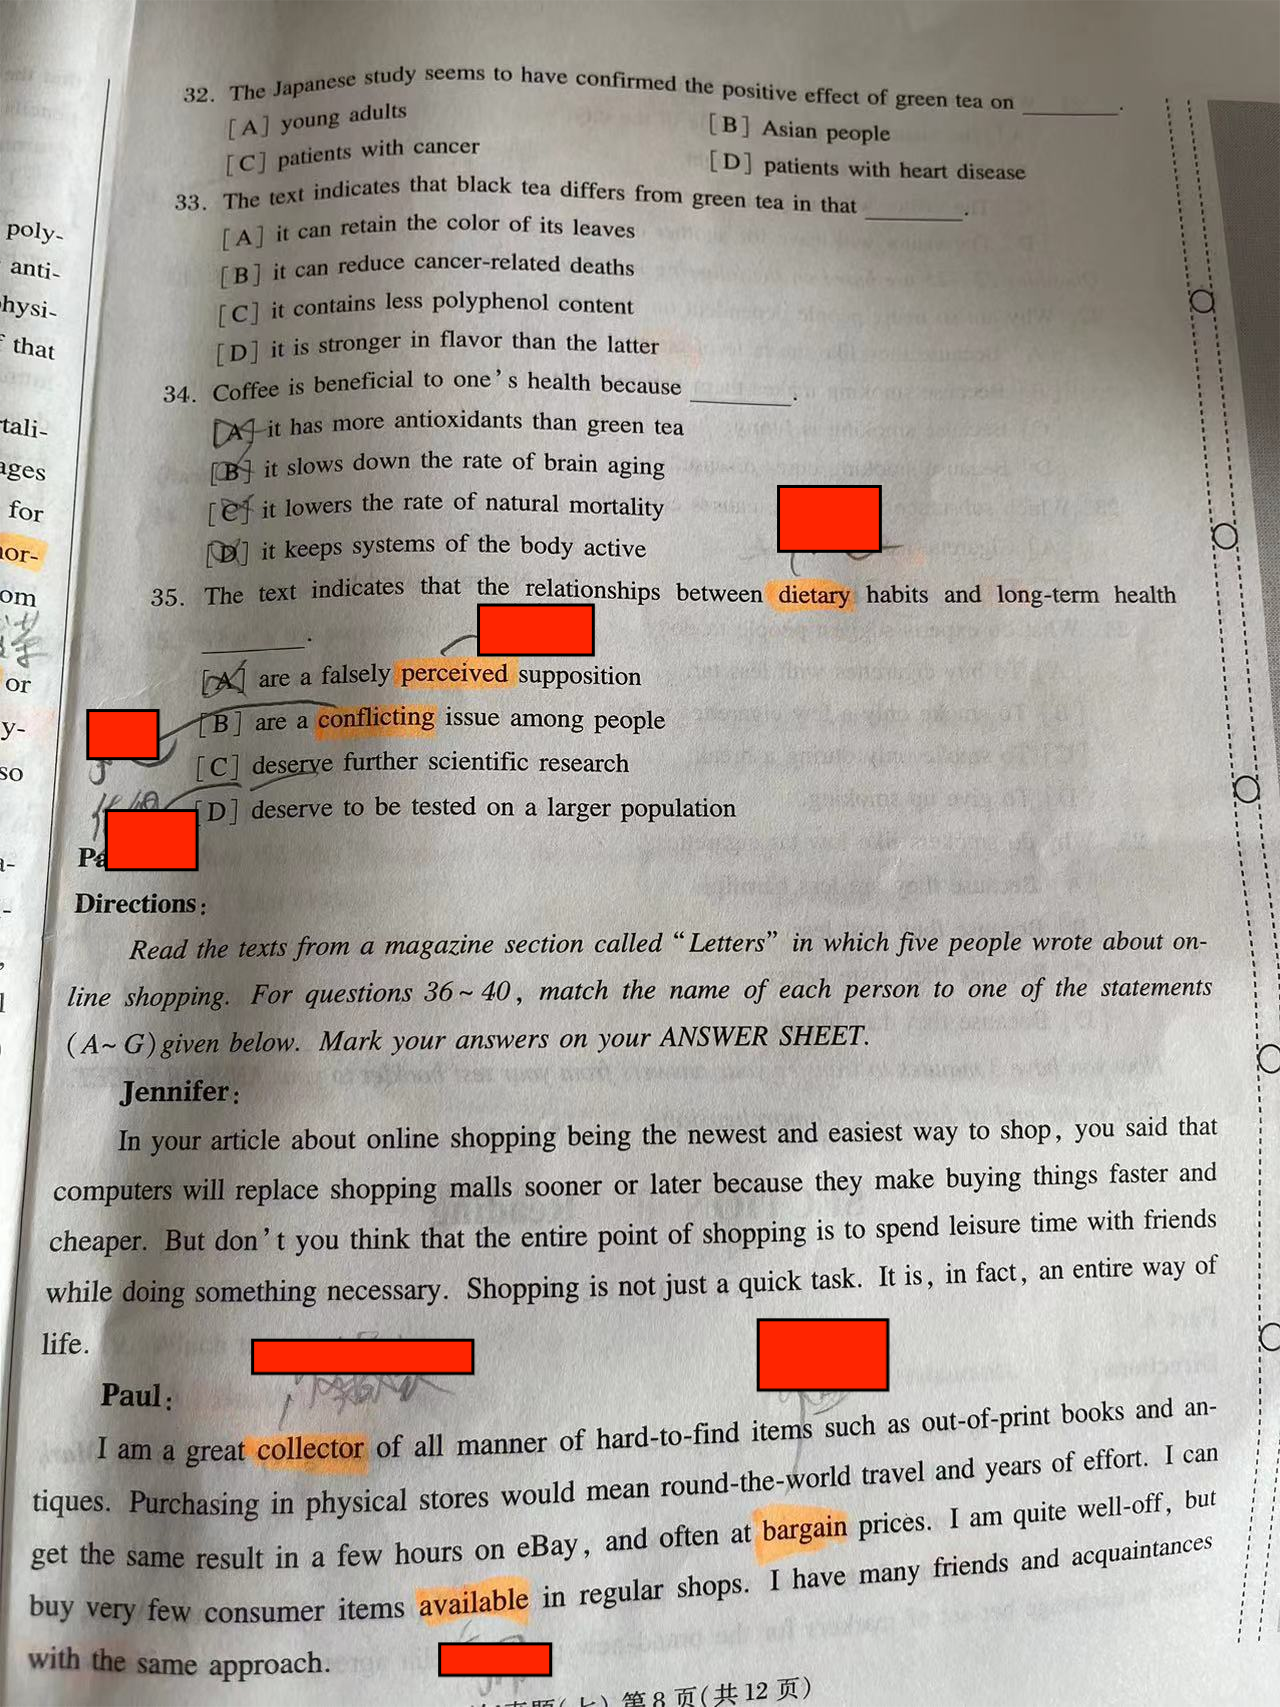 32. The Japanese study seems to have confirmed the positive effect of green tea on ________.
[A] young adults
[B] Asian people
[C] patients with cancer
[D] patients with heart disease
33. The text indicates that black tea differs from green tea in that ________.
[A] it can retain the color of its leaves
[B] it can reduce cancer-related deaths
[C] it contains less polyphenol content
[D] it is stronger in flavor than the latter
34. Coffee is beneficial to one's health because ________.
[A] it has more antioxidants than green tea
[B] it slows down the rate of brain aging
[C] it lowers the rate of natural mortality
[D] it keeps systems of the body active
35. The text indicates that the relationships between dietary habits and long-term health
________.
[A] are a falsely perceived supposition
[B] are a conflicting issue among people
[C] deserve further scientific research
[D] deserve to be tested on a larger population
Directions:
Read the texts from a magazine section called "Letters" in which five people wrote about on-
line shopping. For questions 36~40, match the name of each person to one of the statements
(A~G) given below. Mark your answers on your ANSWER SHEET.
Jennifer:
In your article about online shopping being the newest and easiest way to shop, you said that
computers will replace shopping malls sooner or later because they make buying things faster and
cheaper. But don't you think that the entire point of shopping is to spend leisure time with friends
while doing something necessary. Shopping is not just a quick task. It is, in fact, an entire way of
life.
Paul:
I am a great collector of all manner of hard-to-find items such as out-of-print books and an-
tiques. Purchasing in physical stores would mean round-the-world travel and years of effort. I can
get the same result in a few hours on eBay, and often at bargain prices. I am quite well-off, but
buy very few consumer items available in regular shops. I have many friends and acquaintances
with the same approach.
第8页(共12页)
poly-
anti-
physi-
that
rtali-
ages
for
nor-
om
or
y-
so